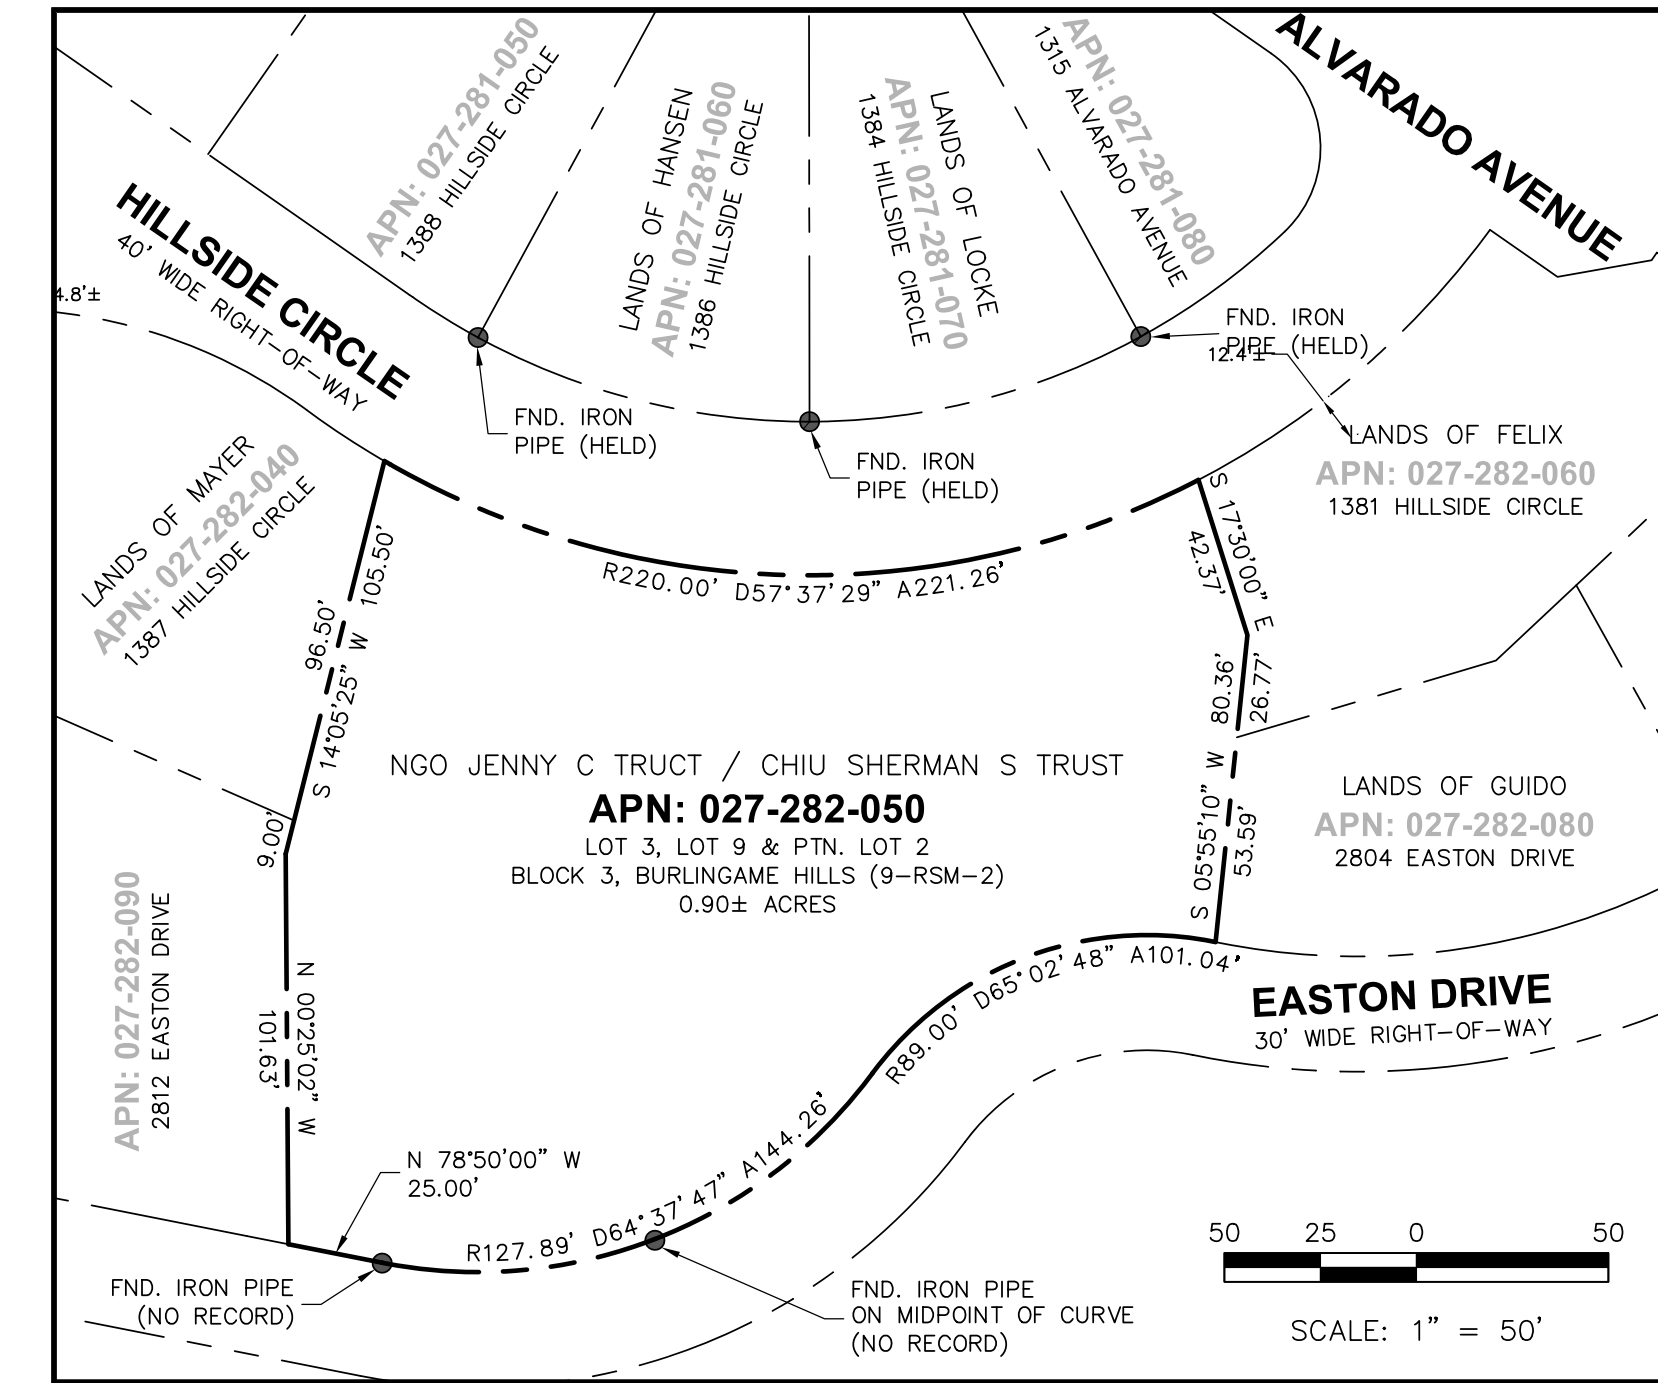 ALVARADO AVENUE
APN: 027-281-050
1388 HILLSIDE CIRCLE
LANDS OF HANSEN
APN: 027-281-060
1386 HILLSIDE CIRCLE
LANDS OF LOCKE
APN: 027-281-070
1384 HILLSIDE CIRCLE
APN: 027-281-080
1315 ALVARADO AVENUE
HILLSIDE CIRCLE
40' WIDE RIGHT-OF-WAY
4.8'±
FND. IRON
PIPE (HELD)
FND. IRON
PIPE (HELD)
FND. IRON
PIPE (HELD)
12.4'±
LANDS OF FELIX
APN: 027-282-060
1381 HILLSIDE CIRCLE
LANDS OF MAYER
APN: 027-282-040
1387 HILLSIDE CIRCLE
R220.00' D57°37'29" A221.26'
S 17°30'00" E
42.37'
105.50'
96.50'
S 14°05'25" W
9.00'
80.36'
26.77'
S 05°55'10" W
53.59'
NGO JENNY C TRUCT / CHIU SHERMAN S TRUST
APN: 027-282-050
LOT 3, LOT 9 & PTN. LOT 2
BLOCK 3, BURLINGAME HILLS (9-RSM-2)
0.90± ACRES
LANDS OF GUIDO
APN: 027-282-080
2804 EASTON DRIVE
APN: 027-282-090
2812 EASTON DRIVE
N 00°25'02" W
101.63'
R89.00' D65°02'48" A101.04'
EASTON DRIVE
30' WIDE RIGHT-OF-WAY
N 78°50'00" W
25.00'
R127.89' D64°37'47" A144.26'
FND. IRON PIPE
(NO RECORD)
FND. IRON PIPE
ON MIDPOINT OF CURVE
(NO RECORD)
50 25 0 50
SCALE: 1" = 50'